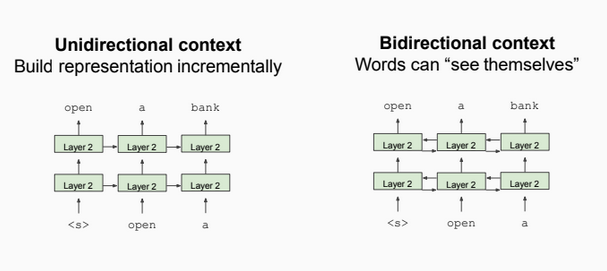 Unidirectional context
Build representation incrementally
open a bank
Layer 2 Layer 2 Layer 2
Layer 2 Layer 2 Layer 2
<s> open a
Bidirectional context
Words can “see themselves”
open a bank
Layer 2 Layer 2 Layer 2
Layer 2 Layer 2 Layer 2
<s> open a